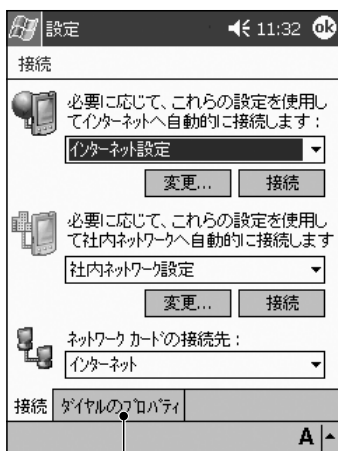 設定 11:32 ok
接続
必要に応じて、これらの設定を使用し
てインターネットへ自動的に接続します：
インターネット設定
変更... 接続
必要に応じて、これらの設定を使用し
て社内ネットワークへ自動的に接続します
社内ネットワーク設定
変更... 接続
ネットワーク カードの接続先：
インターネット
接続 ダイヤルのプロパティ
A